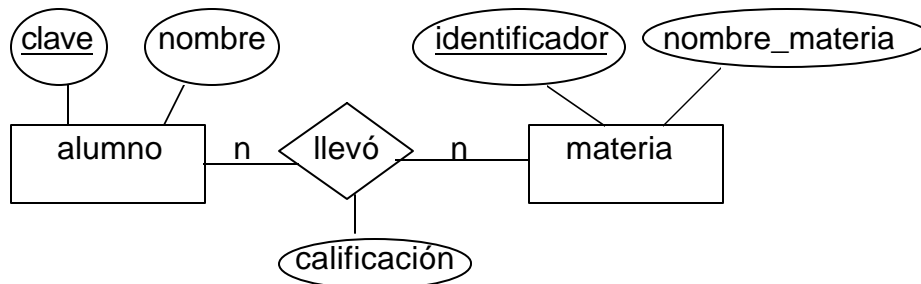 clave nombre identificador nombre_materia
alumno n llevó n materia
calificación